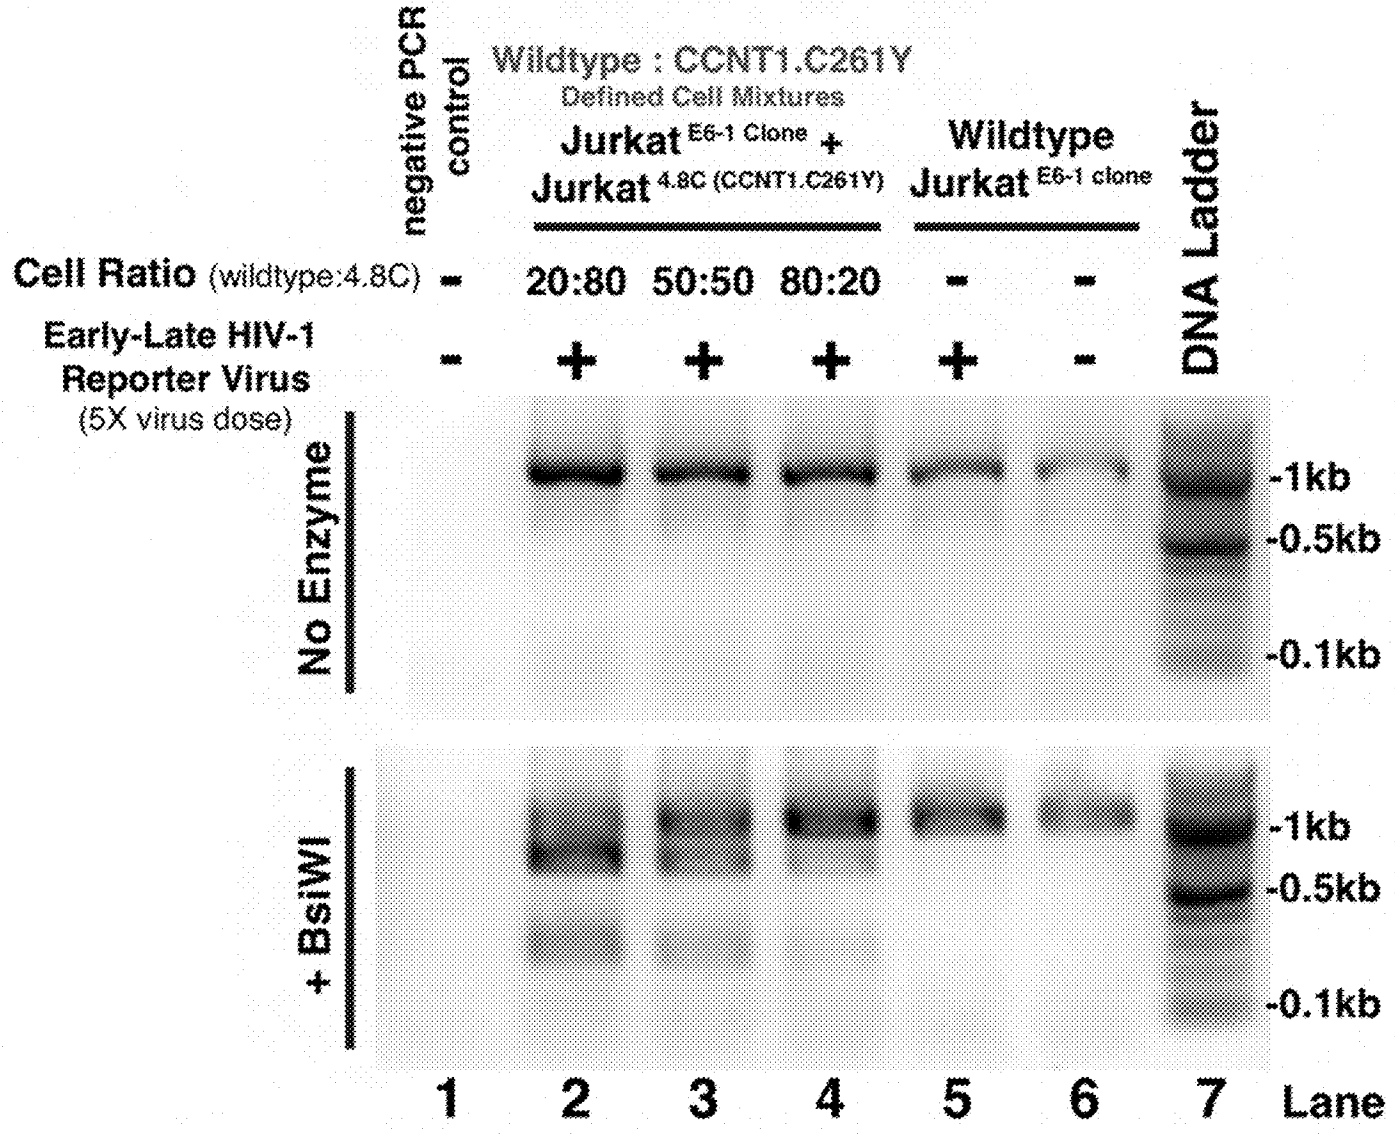 negative PCR
control
Wildtype : CCNT1.C261Y
Defined Cell Mixtures
Jurkat E6-1 Clone +
Jurkat 4.8C (CCNT1.C261Y)
Wildtype
Jurkat E6-1 clone
DNA Ladder
Cell Ratio (wildtype:4.8C) - 20:80 50:50 80:20 - -
Early-Late HIV-1
Reporter Virus
(5X virus dose)
- + + + + -
No Enzyme
-1kb
-0.5kb
-0.1kb
+ BsiWI
-1kb
-0.5kb
-0.1kb
1 2 3 4 5 6 7 Lane